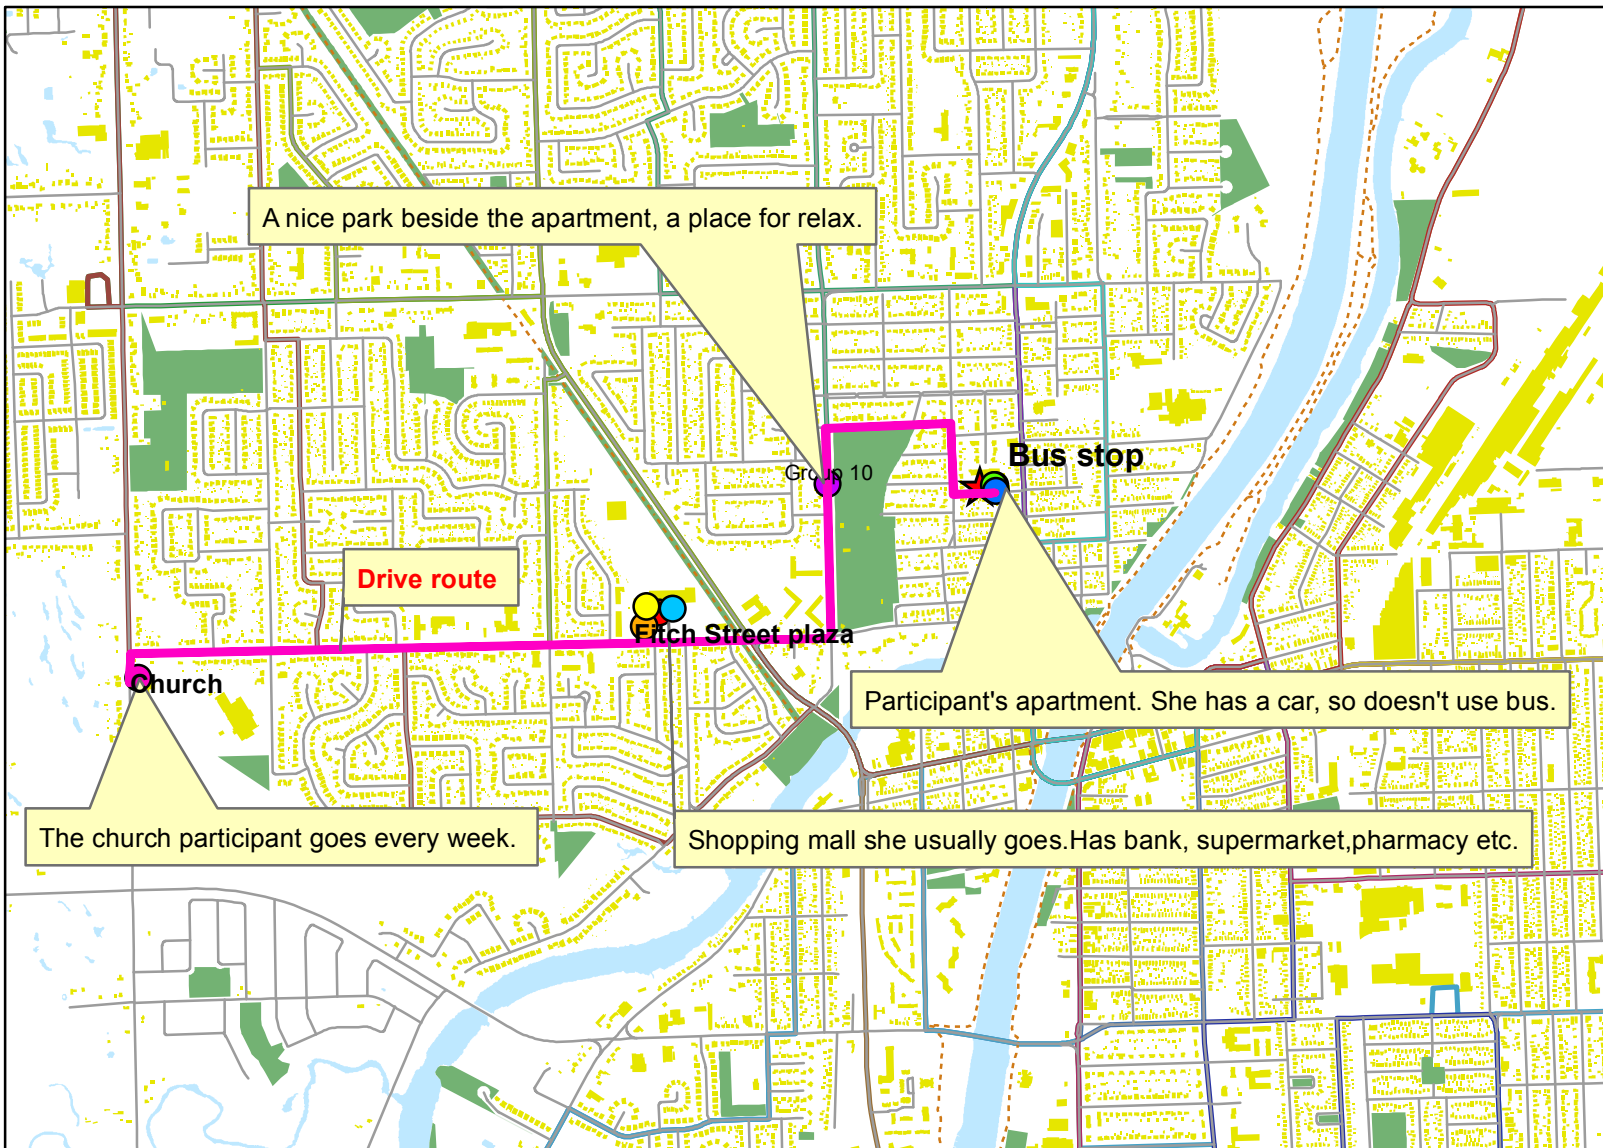 A nice park beside the apartment, a place for relax.
Bus stop
Group 10
Drive route
Fitch Street plaza
Church
Participant's apartment. She has a car, so doesn't use bus.
The church participant goes every week.
Shopping mall she usually goes.Has bank, supermarket,pharmacy etc.